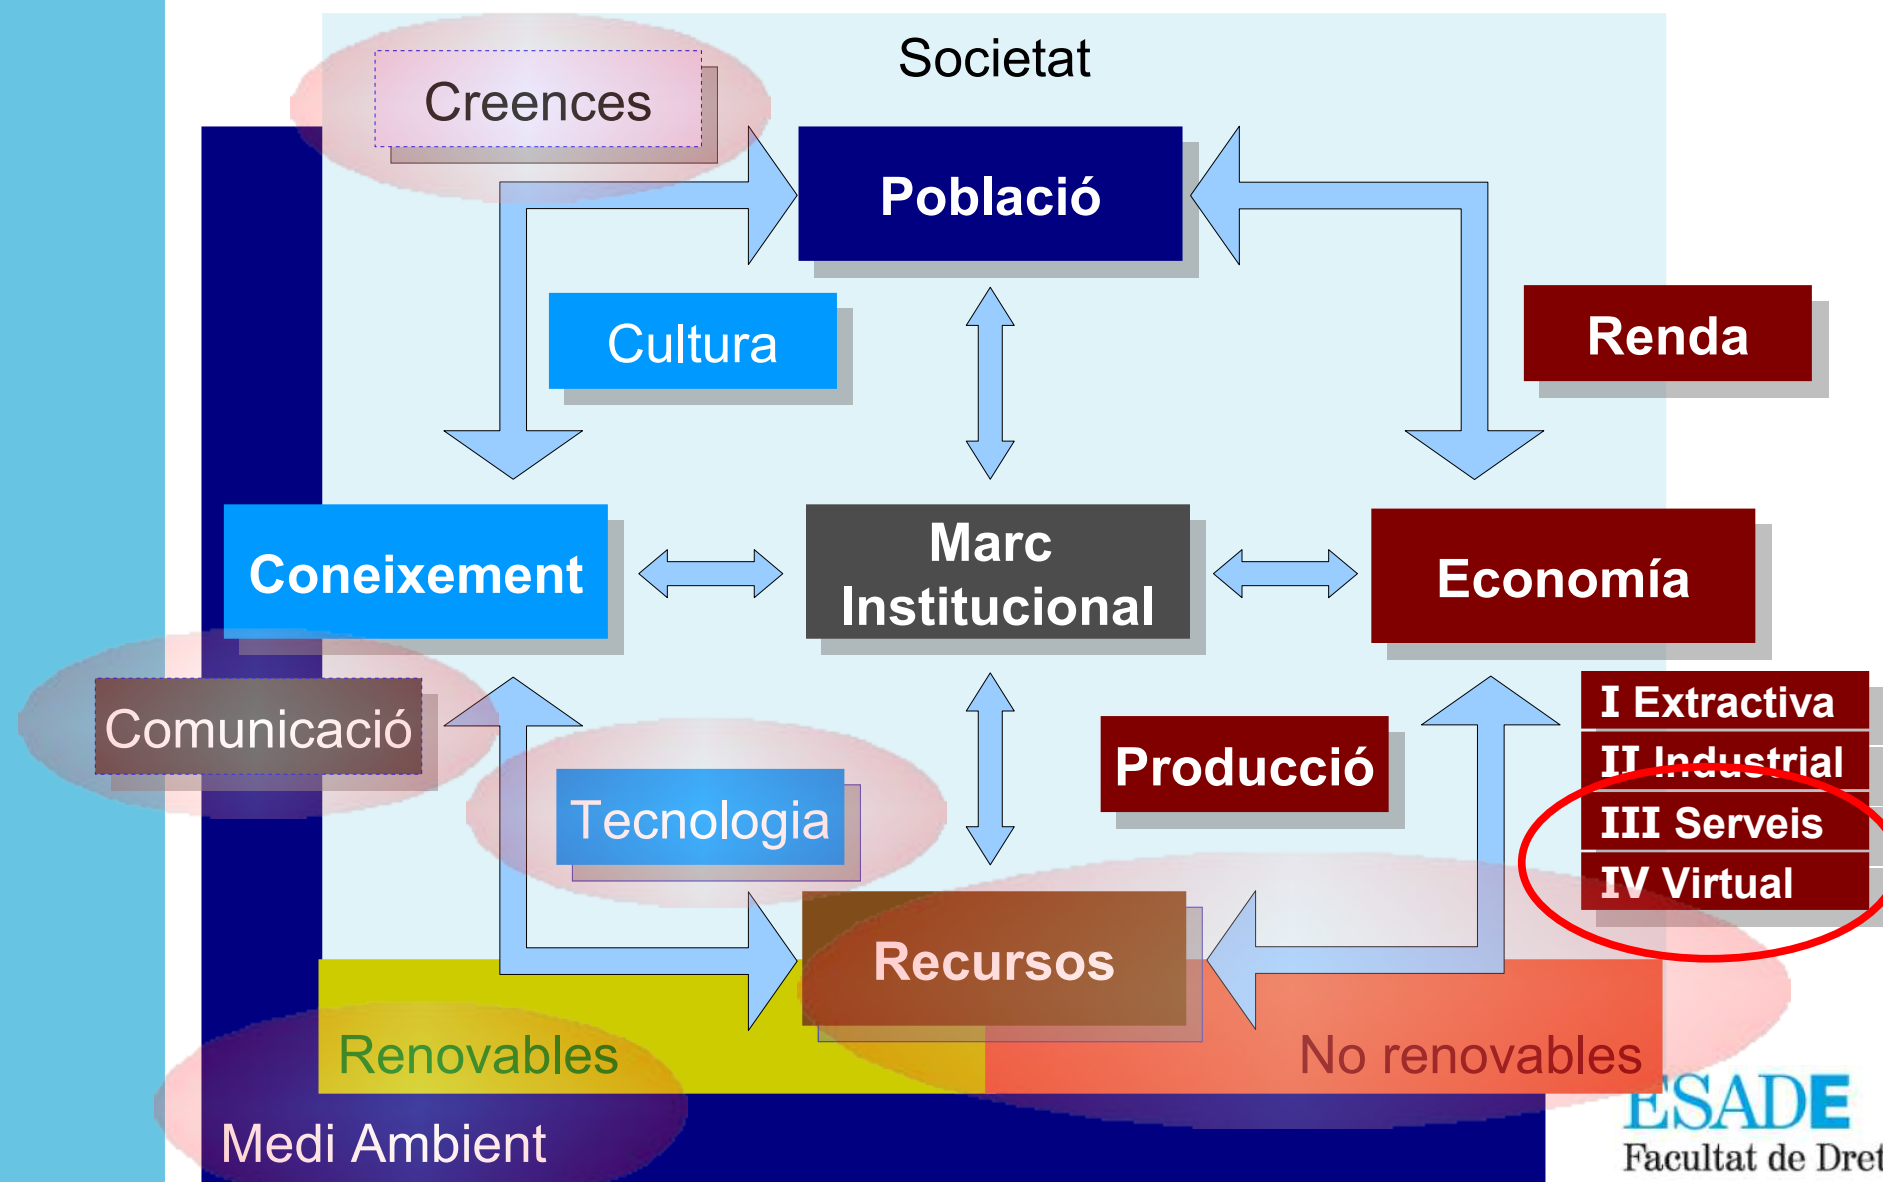 Societat
Creences
Població
Cultura
Renda
Coneixement
Marc
Institucional
Economía
Comunicació
Tecnologia
Producció
I Extractiva
II Industrial
III Serveis
IV Virtual
Recursos
Renovables
No renovables
Medi Ambient
ESADE
Facultat de Dret